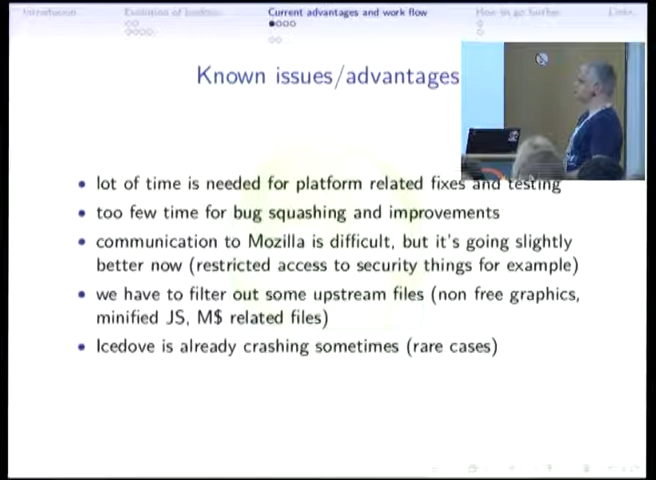 Introduction Evolution of Icedove Current advantages and work flow How to go further Links
Known issues/advantages
• lot of time is needed for platform related fixes and testing
• too few time for bug squashing and improvements
• communication to Mozilla is difficult, but it's going slightly
better now (restricted access to security things for example)
• we have to filter out some upstream files (non free graphics,
minified JS, M$ related files)
• Icedove is already crashing sometimes (rare cases)